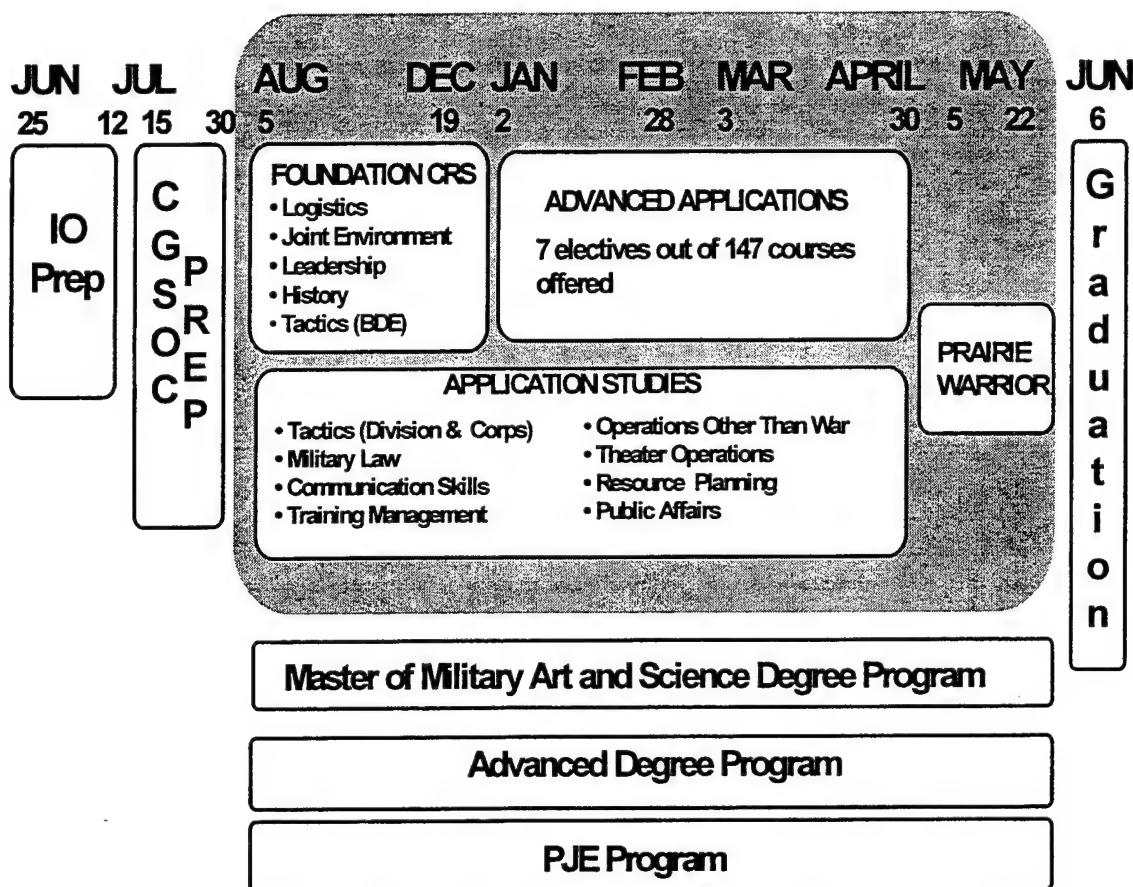 JUN JUL AUG DEC JAN FEB MAR APRIL MAY JUN
25 12 15 30 5 19 2 28 3 30 5 22 6
IO
Prep
CGSOC
PREP
FOUNDATION CRS
• Logistics
• Joint Environment
• Leadership
• History
• Tactics (BDE)
ADVANCED APPLICATIONS
7 electives out of 147 courses
offered
PRAIRIE
WARRIOR
APPLICATION STUDIES
• Tactics (Division & Corps)
• Military Law
• Communication Skills
• Training Management
• Operations Other Than War
• Theater Operations
• Resource Planning
• Public Affairs
Graduation
Master of Military Art and Science Degree Program
Advanced Degree Program
PJE Program